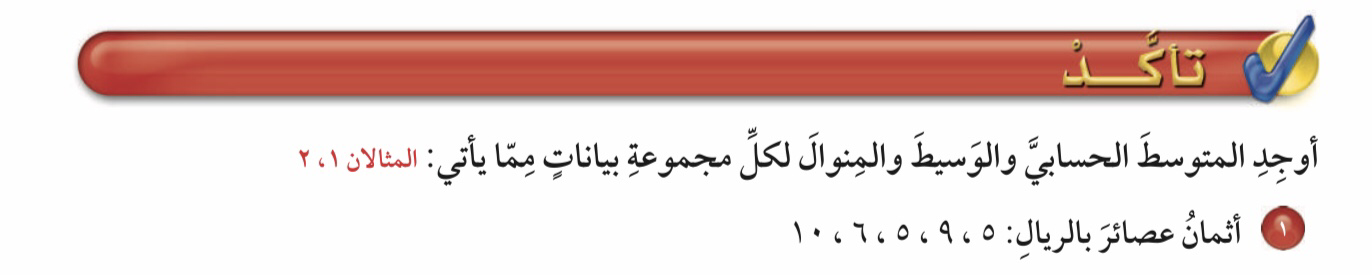 تأكَّـــدْ
أوجِدِ المتوسطَ الحسابيَّ والوَسيطَ والمِنوالَ لكلِّ مجموعةِ بياناتٍ مِمّا يأتي: المثالان ١، ٢
١ أثمانُ عصائرَ بالريالِ: ٥ ، ٩ ، ٥ ، ٦ ، ١٠